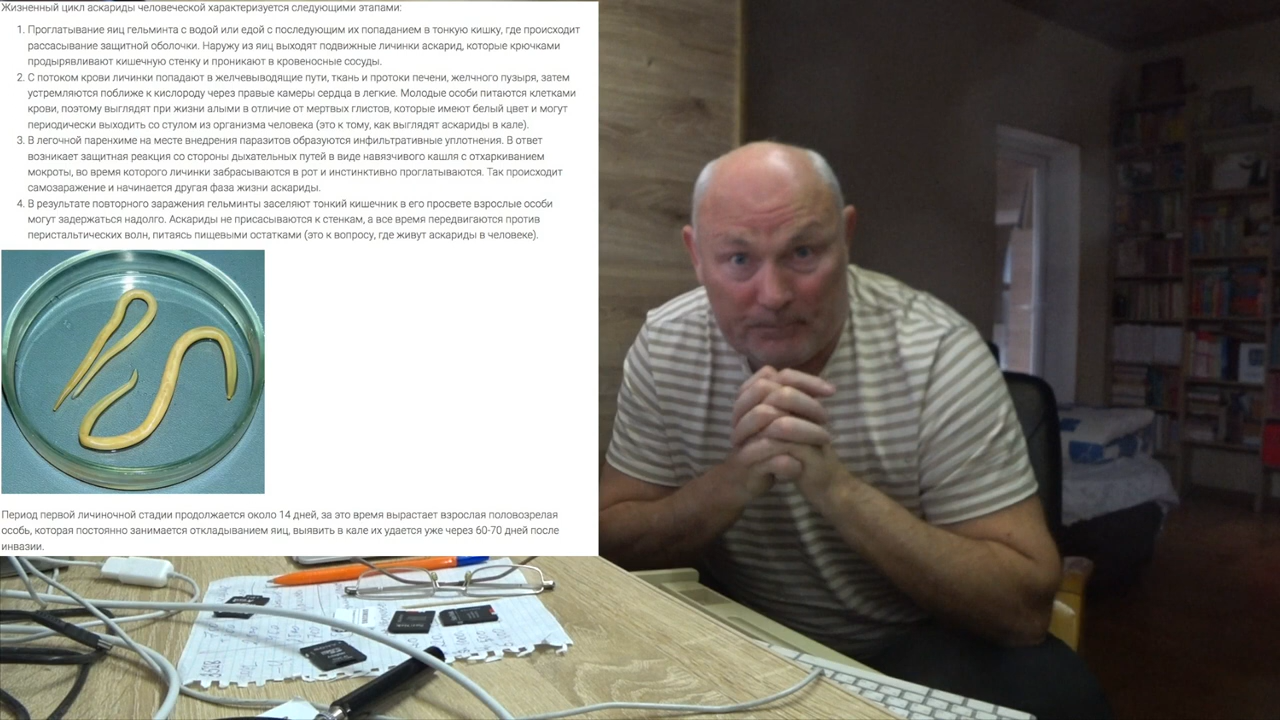 Жизненный цикл аскариды человеческой характеризуется следующими этапами:
1. Проглатывание яиц гельминта с водой или едой с последующим их попаданием в тонкую кишку, где происходит
рассасывание защитной оболочки. Наружу из яиц выходят подвижные личинки аскарид, которые крючками
продырявливают кишечную стенку и проникают в кровеносные сосуды.
2. С потоком крови личинки попадают в желчевыводящие пути, ткань и протоки печени, желчного пузыря, затем
устремляются поближе к кислороду через правые камеры сердца в легкие. Молодые особи питаются клетками
крови, поэтому выглядят при жизни алыми в отличие от мертвых глистов, которые имеют белый цвет и могут
периодически выходить со стулом из организма человека (это к тому, как выглядят аскариды в кале).
3. В легочной паренхиме на месте внедрения паразитов образуются инфильтративные уплотнения. В ответ
возникает защитная реакция со стороны дыхательных путей в виде навязчивого кашля с отхаркиванием
мокроты, во время которого личинки забрасываются в рот и инстинктивно проглатываются. Так происходит
самозаражение и начинается другая фаза жизни аскариды.
4. В результате повторного заражения гельминты заселяют тонкий кишечник в его просвете взрослые особи
могут задержаться надолго. Аскариды не присасываются к стенкам, а все время передвигаются против
перистальтических волн, питаясь пищевыми остатками (это к вопросу, где живут аскариды в человеке).
Период первой личиночной стадии продолжается около 14 дней, за это время вырастает взрослая половозрелая
особь, которая постоянно занимается откладыванием яиц, выявить в кале их удается уже через 60-70 дней после
инвазии.